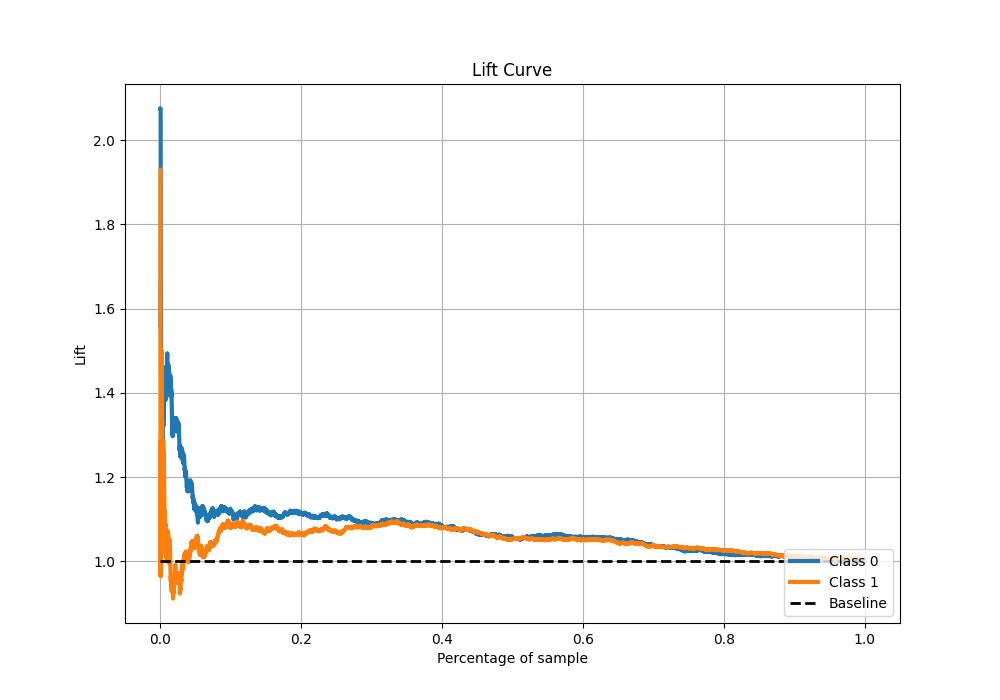 Lift Curve
2.0
1.8
1.6
1.4
1.2
1.0
Lift
0.0 0.2 0.4 0.6 0.8 1.0
Percentage of sample
Class 0
Class 1
Baseline